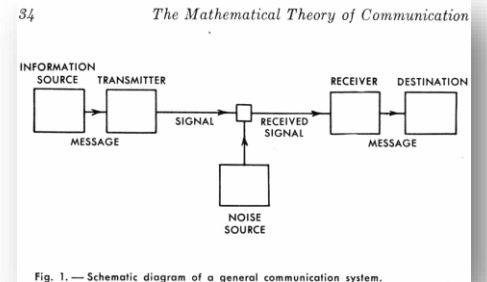 34 The Mathematical Theory of Communication
INFORMATION
SOURCE TRANSMITTER RECEIVER DESTINATION
SIGNAL RECEIVED
SIGNAL
MESSAGE MESSAGE
NOISE
SOURCE
Fig. 1. — Schematic diagram of a general communication system.